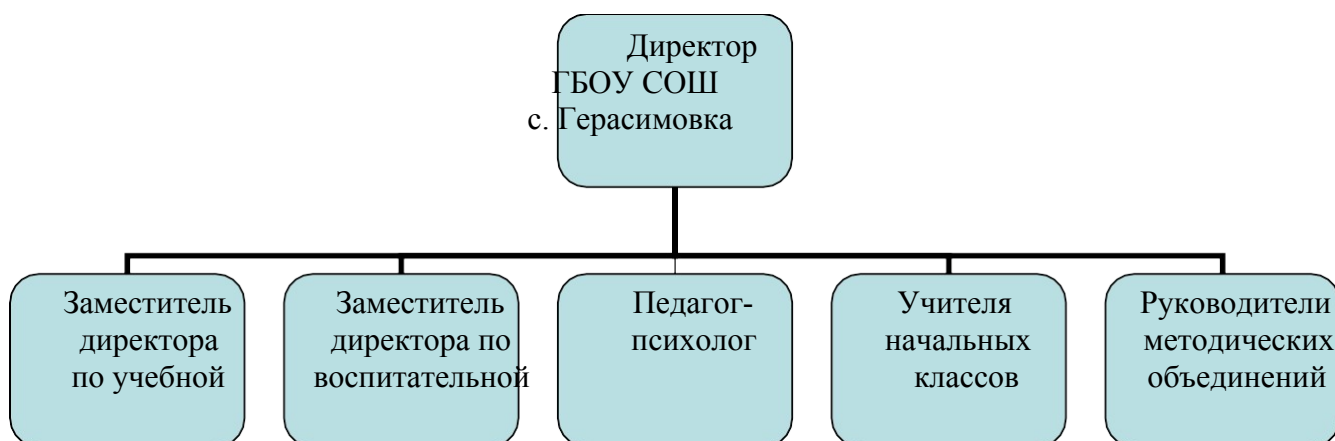 Директор
ГБОУ СОШ
с. Герасимовка
Заместитель
директора
по учебной
Заместитель
директора по
воспитательной
Педагог-
психолог
Учителя
начальных
классов
Руководители
методических
объединений